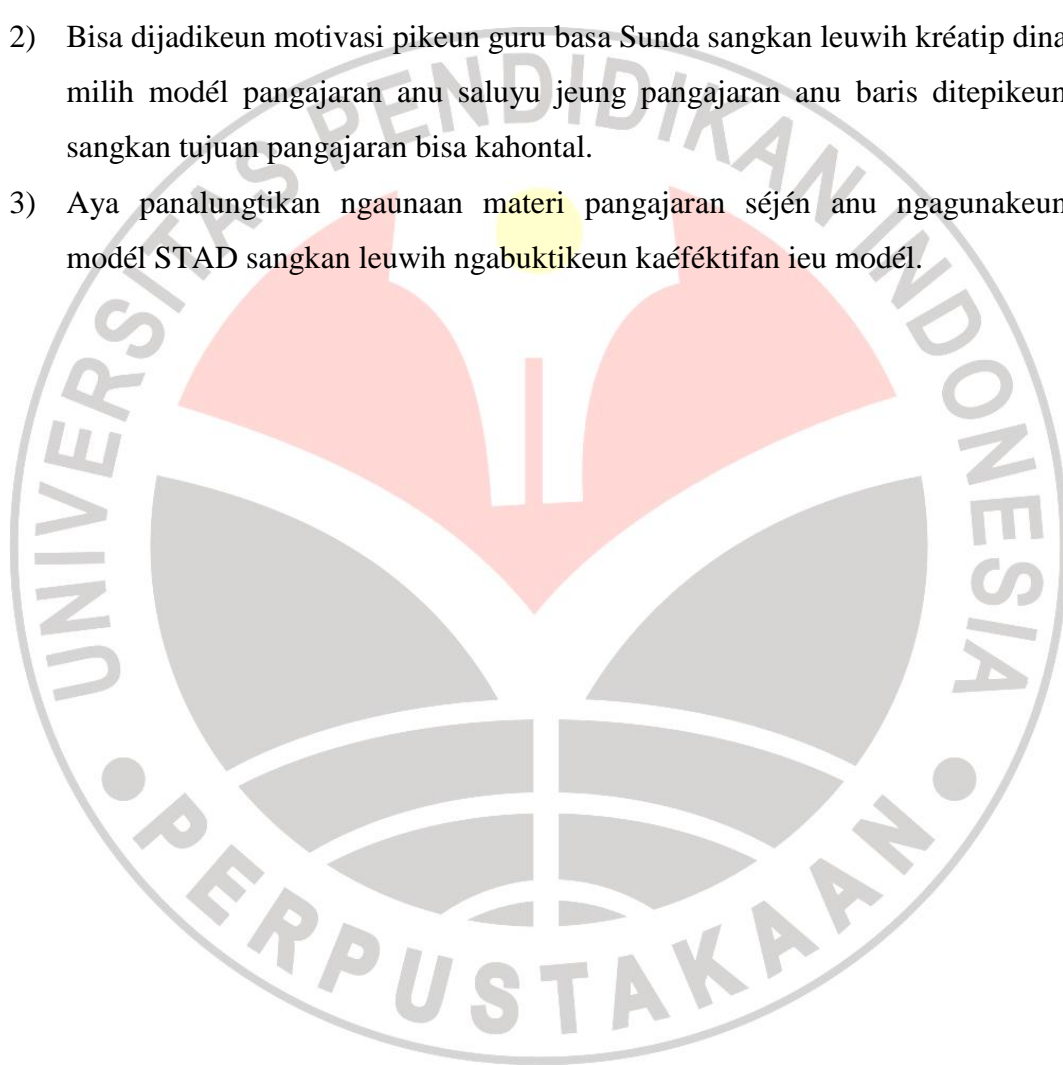 2) Bisa dijadikeun motivasi pikeun guru basa Sunda sangkan leuwih kréatip dina
milih modél pangajaran anu saluyu jeung pangajaran anu baris ditepikeun
sangkan tujuan pangajaran bisa kahontal.
3) Aya panalungtikan ngaunaan materi pangajaran séjén anu ngagunakeun
modél STAD sangkan leuwih ngabuktikeun kaéféktifan ieu modél.
UNIVERSITAS PENDIDIKAN INDONESIA
PERPUSTAKAAN